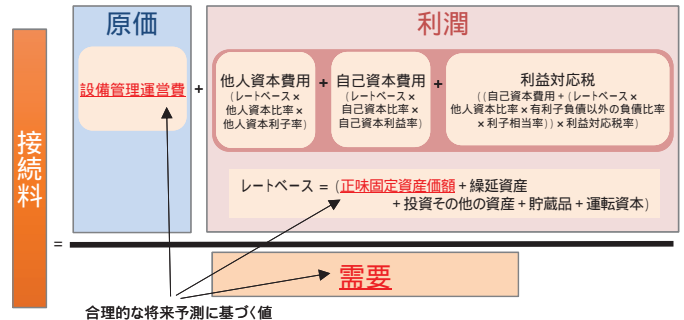 接続料
=
原価
設備管理運営費
+
利潤
他人資本費用
(レートベース×
他人資本比率×
他人資本利子率)
+
自己資本費用
(レートベース×
自己資本比率×
自己資本利益率)
+
利益対応税
((自己資本費用+(レートベース×
他人資本比率×有利子負債以外の負債比率
×利子相当率))×利益対応税率)
レートベース =(正味固定資産価額+繰延資産
+投資その他の資産+貯蔵品+運転資本)
需要
合理的な将来予測に基づく値